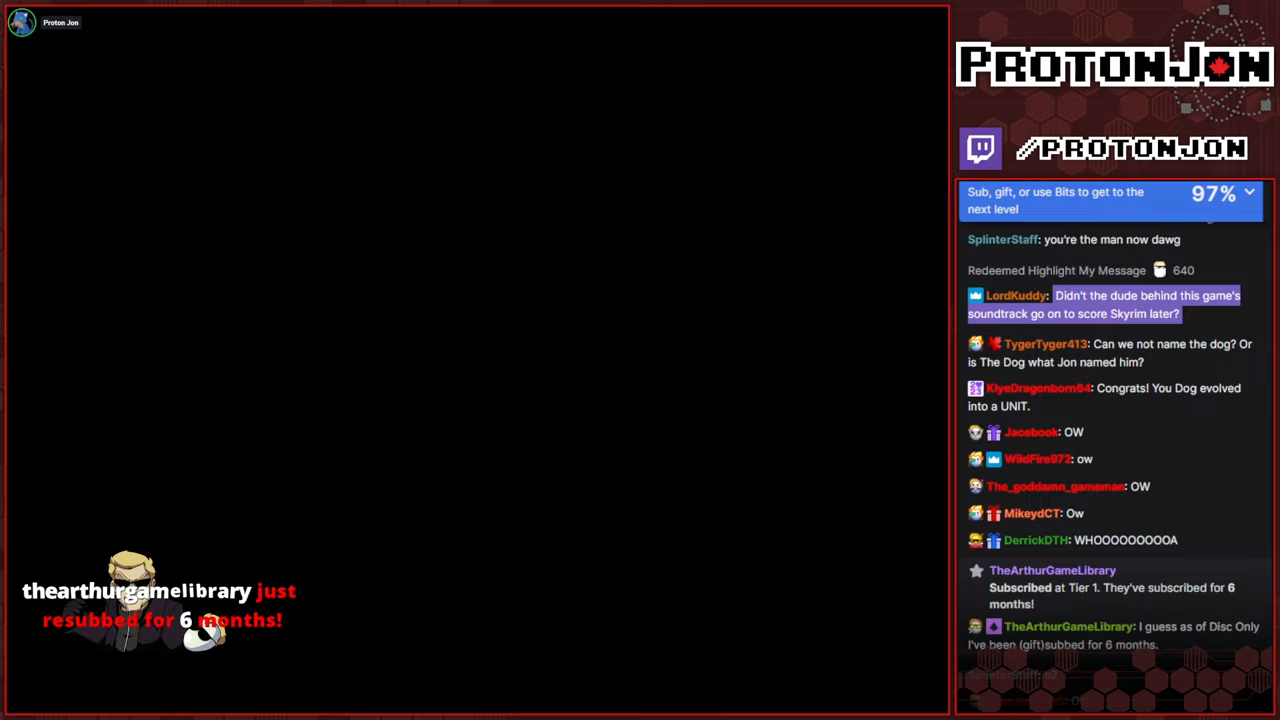 Proton Jon
PROTONJON
/PROTONJON
Sub, gift, or use Bits to get to the
next level
97%
SplinterStaff: you're the man now dawg
Redeemed Highlight My Message 640
LordKuddy: Didn't the dude behind this game's
soundtrack go on to score Skyrim later?
TygerTyger413: Can we not name the dog? Or
is The Dog what Jon named him?
KlyeDragonborn64: Congrats! You Dog evolved
into a UNIT.
Jacebook: OW
WildFire972: ow
The_goddamn_gameman: OW
MikeydCT: Ow
DerrickDTH: WHOOOOOOOOOA
TheArthurGameLibrary
Subscribed at Tier 1. They've subscribed for 6
months!
TheArthurGameLibrary: I guess as of Disc Only
I've been (gift)subbed for 6 months.
thearthurgamelibrary just
resubbed for 6 months!